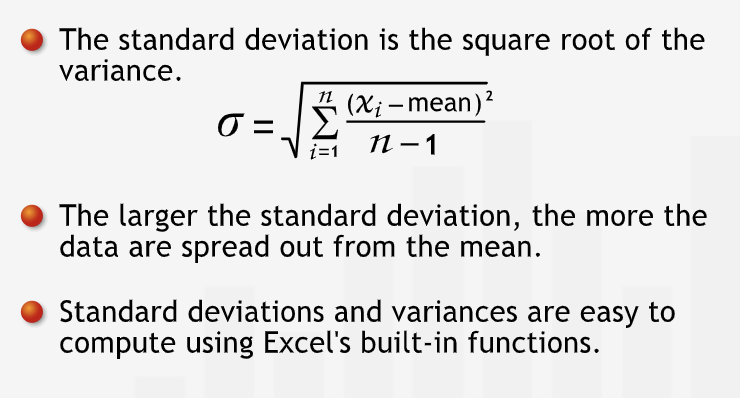 The standard deviation is the square root of the
variance.
σ = √ n ∑ i=1 (xᵢ – mean)² / n – 1
The larger the standard deviation, the more the
data are spread out from the mean.
Standard deviations and variances are easy to
compute using Excel's built-in functions.